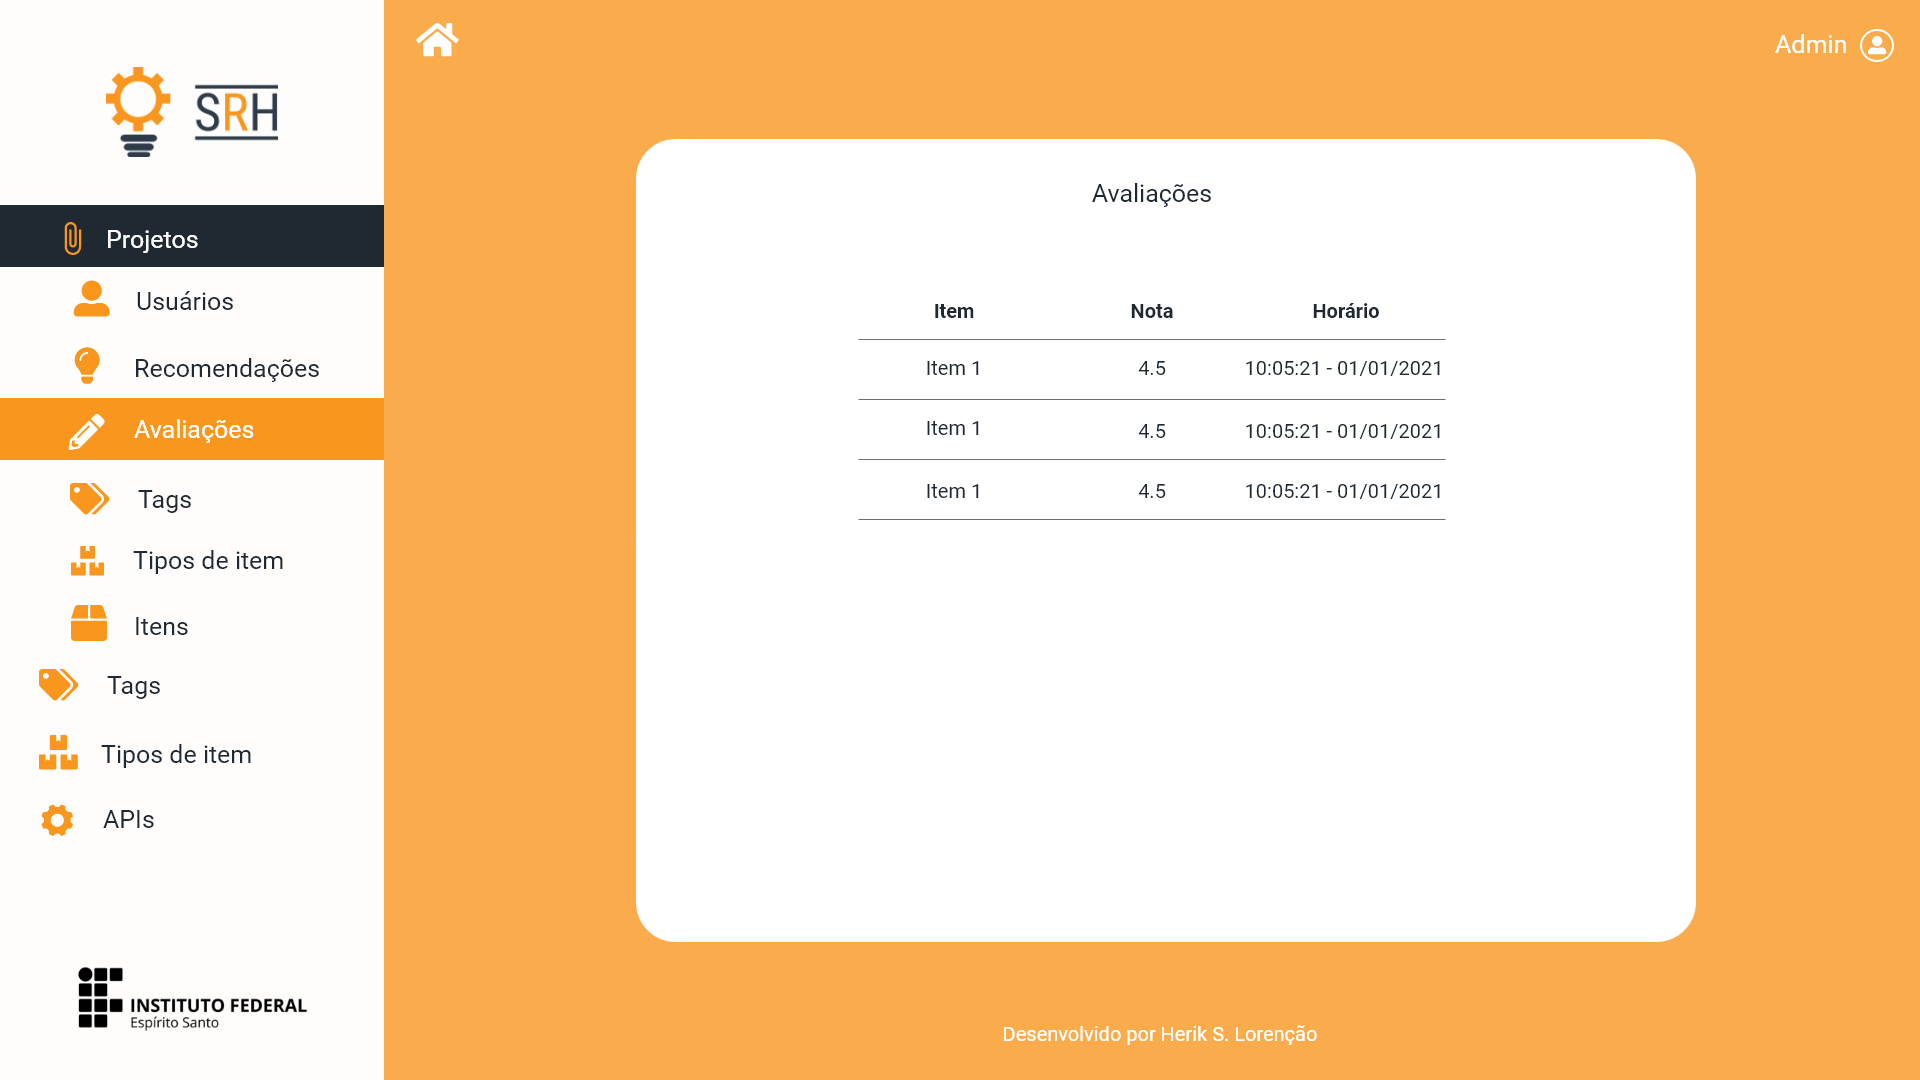 SRH
Admin
Projetos
Usuários
Recomendações
Avaliações
Tags
Tipos de item
Itens
Tags
Tipos de item
APIs
INSTITUTO FEDERAL
Espírito Santo
Avaliações
Item Nota Horário
Item 1 4.5 10:05:21 - 01/01/2021
Item 1 4.5 10:05:21 - 01/01/2021
Item 1 4.5 10:05:21 - 01/01/2021
Desenvolvido por Herik S. Lorenção